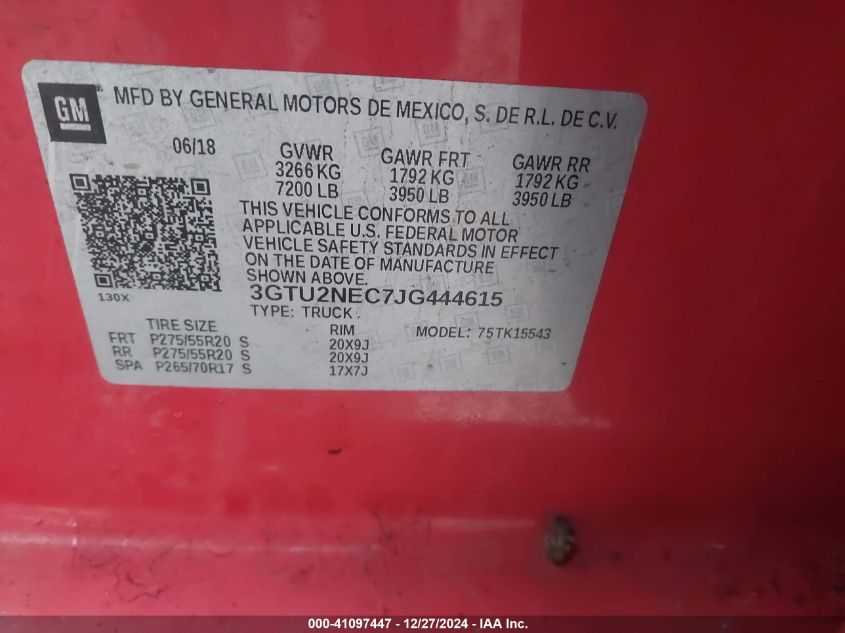 GM
MFD BY GENERAL MOTORS DE MEXICO, S. DE R.L. DE C.V.
06/18 GVWR GAWR FRT GAWR RR
3266 KG 1792 KG 1792 KG
7200 LB 3950 LB 3950 LB
THIS VEHICLE CONFORMS TO ALL
APPLICABLE U.S. FEDERAL MOTOR
VEHICLE SAFETY STANDARDS IN EFFECT
ON THE DATE OF MANUFACTURE
SHOWN ABOVE.
130X 3GTU2NEC7JG444615
TYPE: TRUCK MODEL: 75TK15543
TIRE SIZE RIM
FRT P275/55R20 S 20X9J
RR P275/55R20 S 20X9J
SPA P265/70R17 S 17X7J
000-41097447 - 12/27/2024 - IAA Inc.